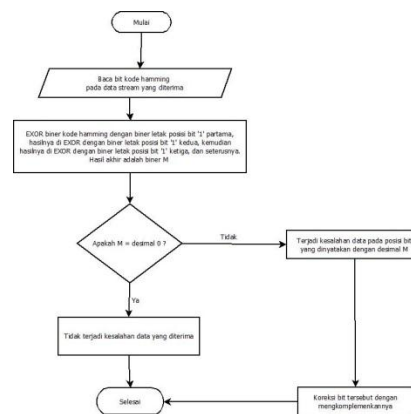 Mulai
Baca bit kode hamming
pada data stream yang diterima
EXOR biner kode hamming dengan biner letak posisi bit '1' partama,
hasilnya di EXOR dengan biner letak posisi bit '1' kedua, kemudian
hasilnya di EXOR dengan biner letak posisi bit '1' ketiga, dan seterusnya.
Hasil akhir adalah biner M
Apakah M = desimal 0 ?
Tidak
Terjadi kesalahan data pada posisi bit
yang dinyatakan dengan desimal M
Ya
Tidak terjadi kesalahan data yang diterima
Selesai
Koreksi bit tersebut dengan
mengkomplemenkannya